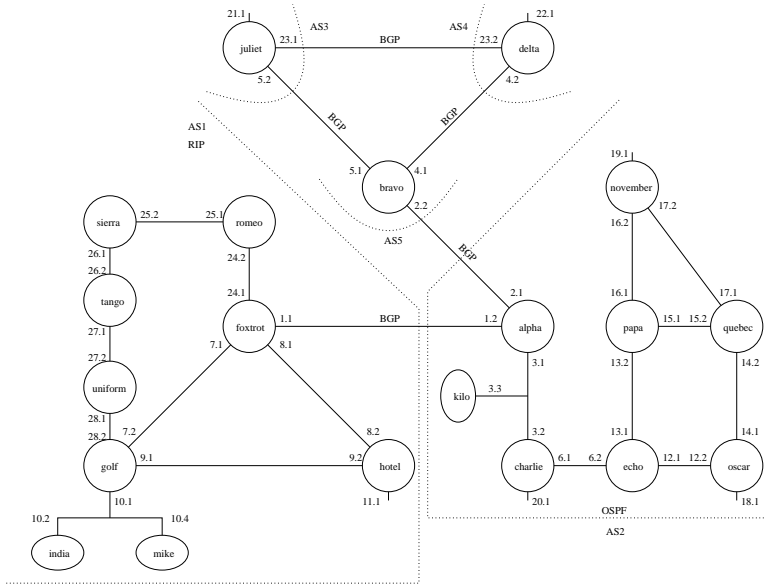 21.1
AS3
AS4
22.1
juliet
23.1
BGP
23.2
delta
5.2
4.2
BGP
BGP
AS1
RIP
5.1
4.1
bravo
2.2
AS5
BGP
19.1
november
17.2
16.2
sierra
25.2
25.1
romeo
26.1
24.2
26.2
tango
24.1
27.1
foxtrot
1.1
BGP
1.2
2.1
alpha
16.1
papa
15.1
15.2
17.1
quebec
7.1
8.1
3.1
13.2
14.2
27.2
uniform
kilo
3.3
28.1
28.2
7.2
8.2
3.2
13.1
14.1
golf
9.1
9.2
hotel
charlie
6.1
6.2
echo
12.1
12.2
oscar
10.1
11.1
20.1
18.1
10.2
10.4
OSPF
AS2
india
mike